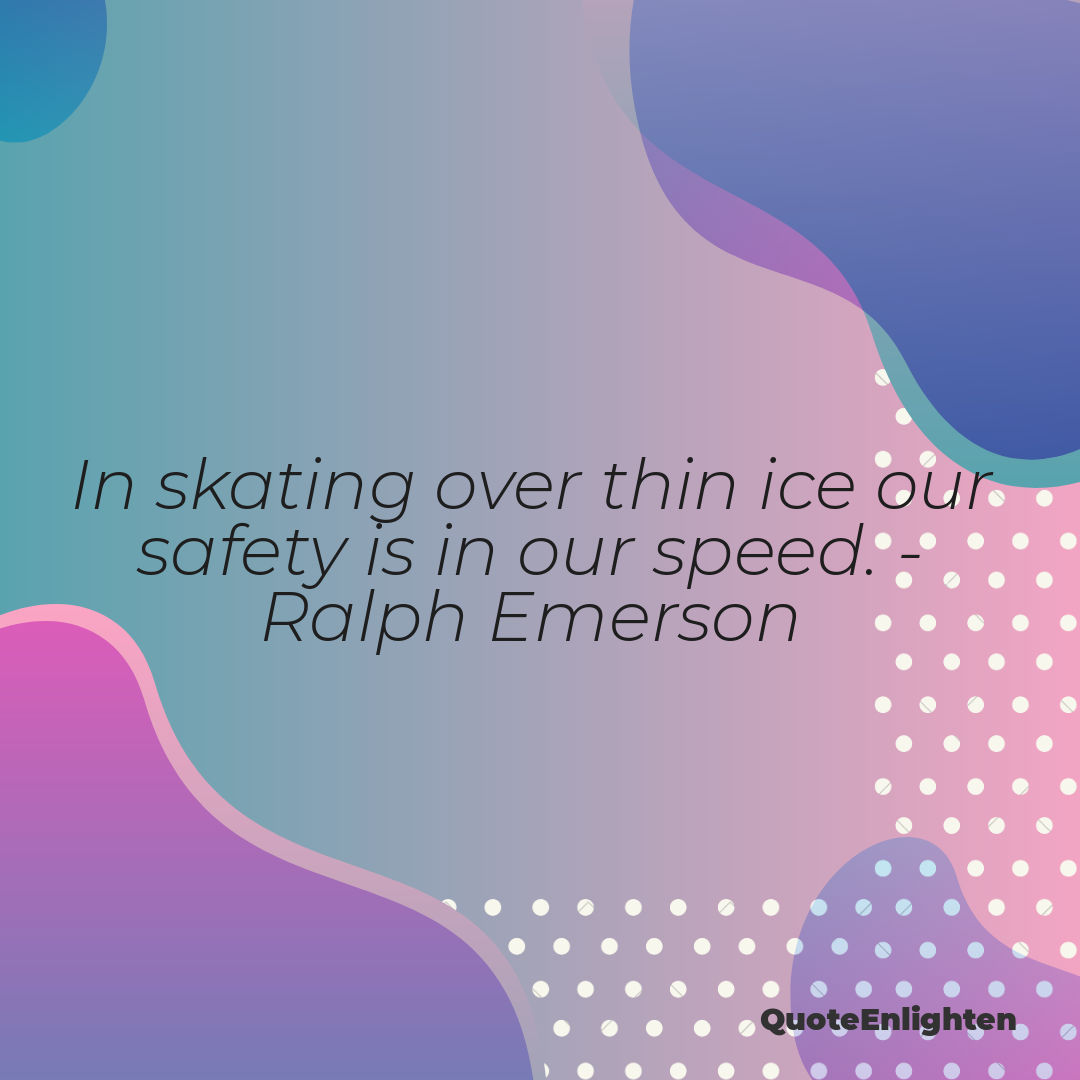 In skating over thin ice our
safety is in our speed. -
Ralph Emerson
QuoteEnlighten